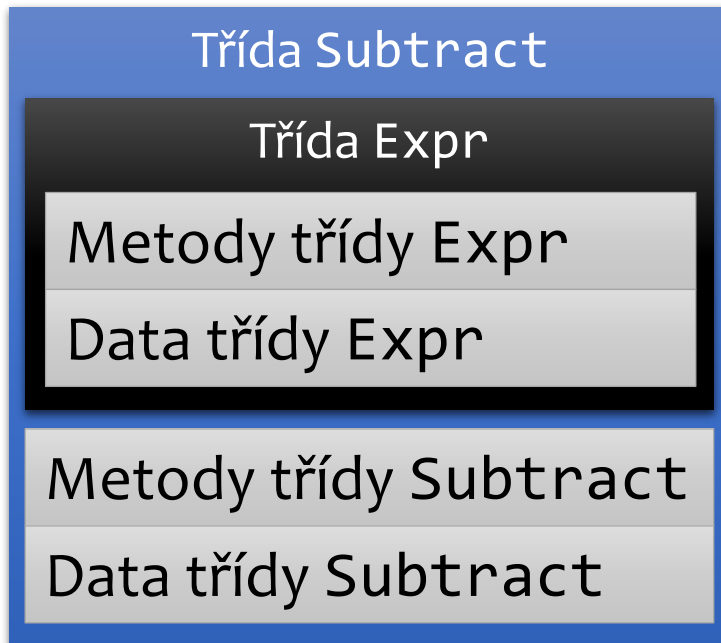 Třída Subtract
Třída Expr
Metody třídy Expr
Data třídy Expr
Metody třídy Subtract
Data třídy Subtract